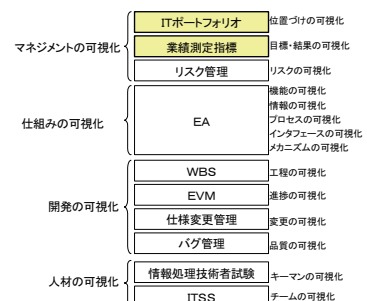 ITポートフォリオ
位置づけの可視化
マネジメントの可視化
業績測定指標
目標・結果の可視化
リスク管理
リスクの可視化
仕組みの可視化
EA
機能の可視化
情報の可視化
プロセスの可視化
インタフェースの可視化
メカニズムの可視化
開発の可視化
WBS
工程の可視化
EVM
進捗の可視化
仕様変更管理
変更の可視化
バグ管理
品質の可視化
人材の可視化
情報処理技術者試験
キーマンの可視化
ITSS
チームの可視化